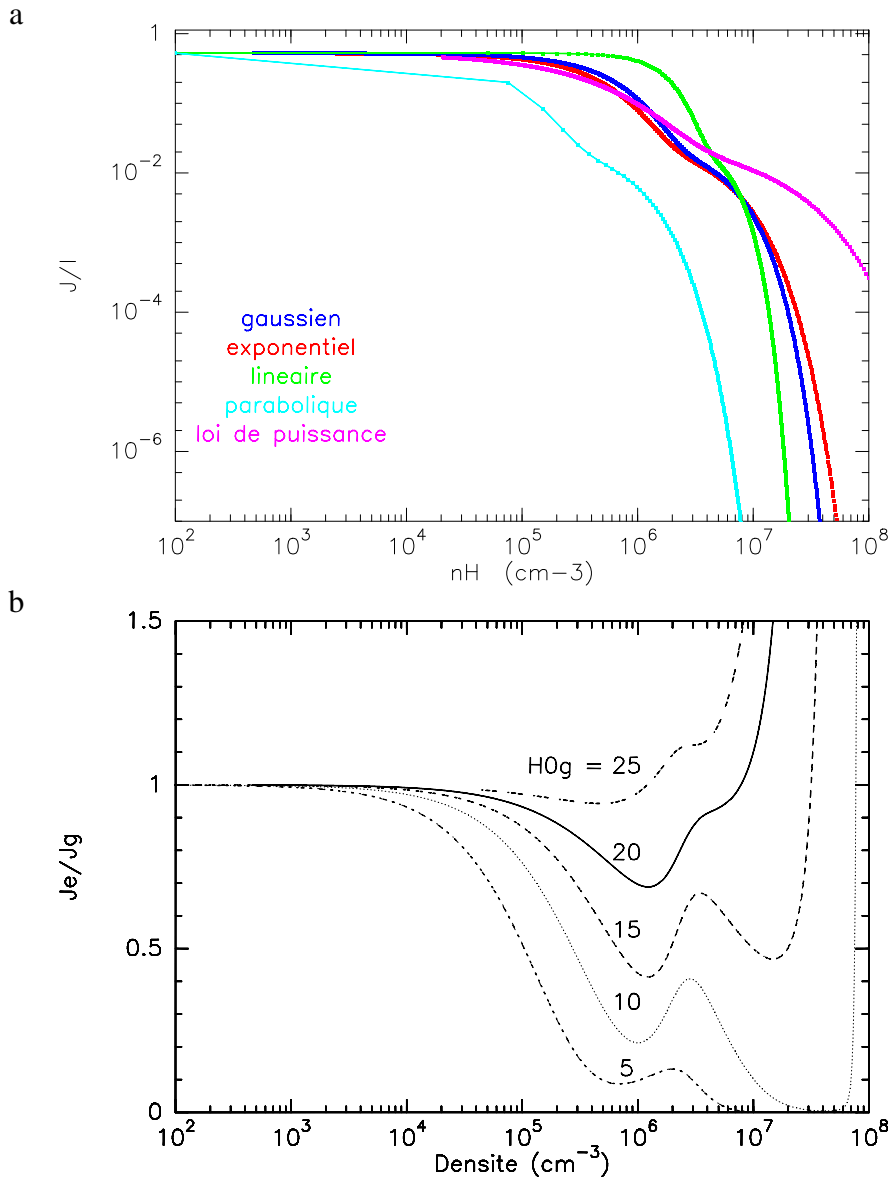 a
1
10⁻²
10⁻⁴
10⁻⁶
J/I
gaussien
exponentiel
lineaire
parabolique
loi de puissance
10² 10³ 10⁴ 10⁵ 10⁶ 10⁷ 10⁸
nH (cm−3)
b
1.5
1
0.5
0
Je/Jg
H0g = 25
20
15
10
5
10² 10³ 10⁴ 10⁵ 10⁶ 10⁷ 10⁸
Densite (cm⁻³)